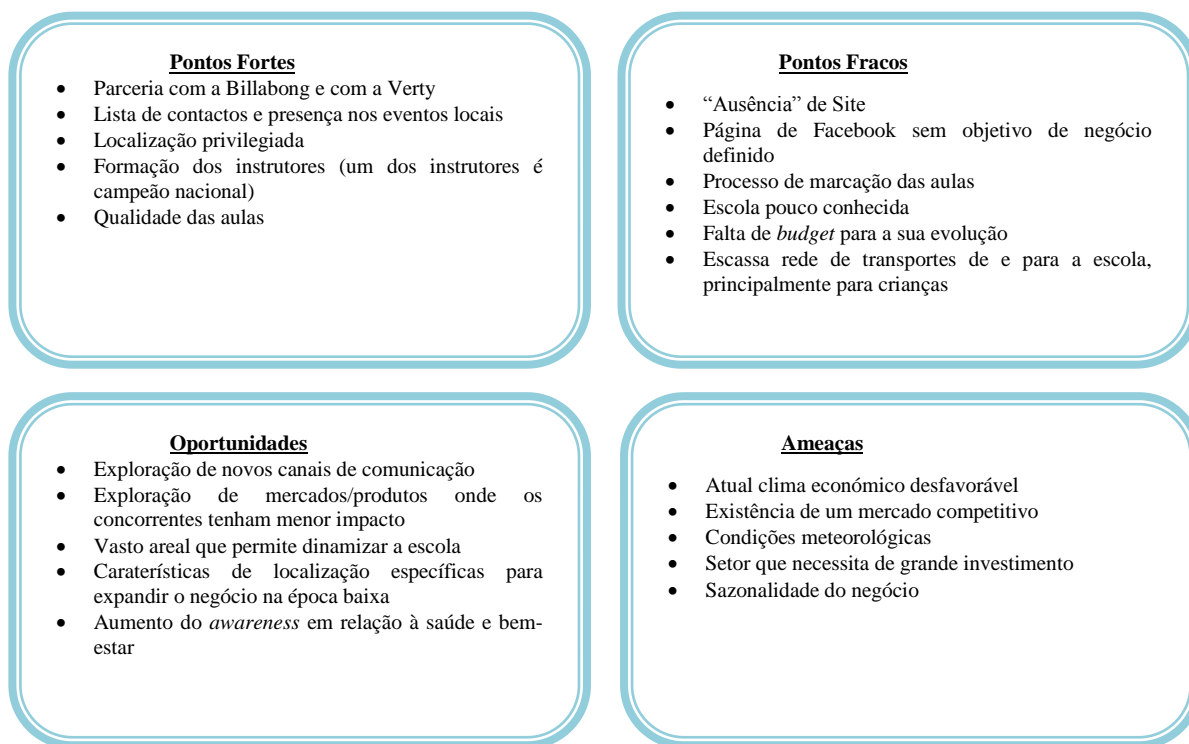 Pontos Fortes
• Parceria com a Billabong e com a Verty
• Lista de contactos e presença nos eventos locais
• Localização privilegiada
• Formação dos instrutores (um dos instrutores é
campeão nacional)
• Qualidade das aulas
Pontos Fracos
• “Ausência” de Site
• Página de Facebook sem objetivo de negócio
definido
• Processo de marcação das aulas
• Escola pouco conhecida
• Falta de budget para a sua evolução
• Escassa rede de transportes de e para a escola,
principalmente para crianças
Oportunidades
• Exploração de novos canais de comunicação
• Exploração de mercados/produtos onde os
concorrentes tenham menor impacto
• Vasto areal que permite dinamizar a escola
• Caraterísticas de localização específicas para
expandir o negócio na época baixa
• Aumento do awareness em relação à saúde e bem-
estar
Ameaças
• Atual clima económico desfavorável
• Existência de um mercado competitivo
• Condições meteorológicas
• Setor que necessita de grande investimento
• Sazonalidade do negócio